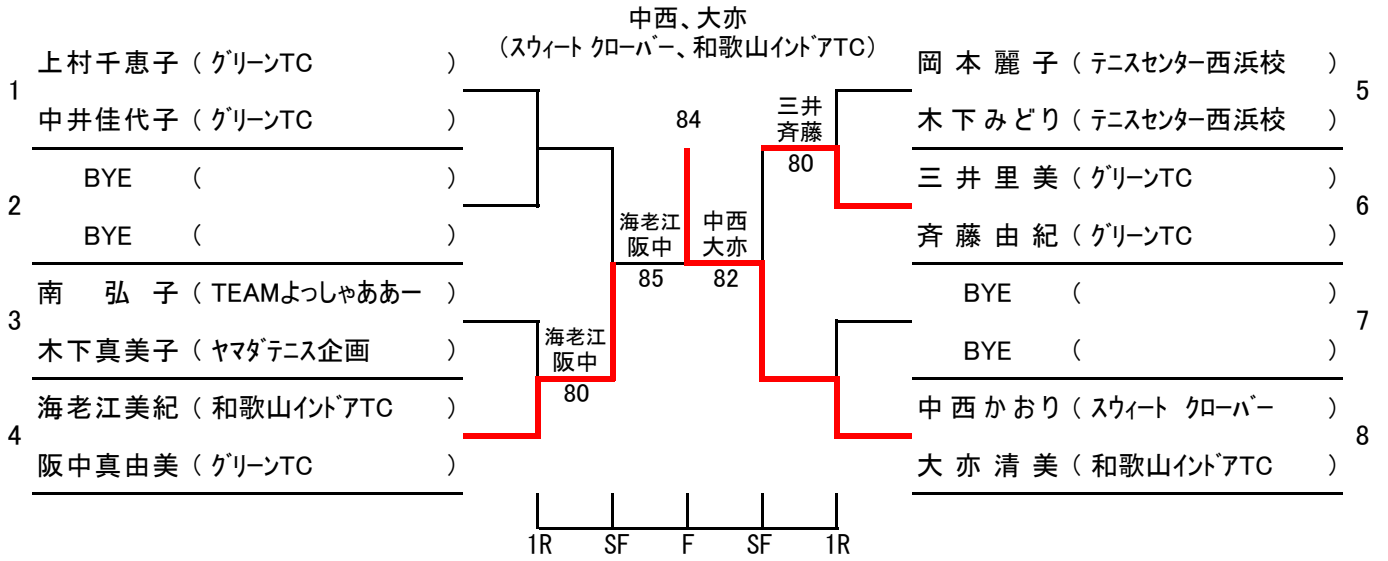 中西、大亦
（スウィート クローバー、和歌山インドアTC）
1
上村千恵子（ グリーンTC ）
中井佳代子（ グリーンTC ）
2
BYE （ ）
BYE （ ）
3
南 弘 子（ TEAMよっしゃああー ）
木下真美子（ ヤマダテニス企画 ）
4
海老江美紀（ 和歌山インドアTC ）
阪中真由美（ グリーンTC ）
海老江
阪中
80
海老江
阪中
85
84
中西
大亦
82
三井
斉藤
80
岡 本 麗 子（ テニスセンター西浜校 ）
木下みどり（ テニスセンター西浜校 ）
5
三 井 里 美（ グリーンTC ）
斉 藤 由 紀（ グリーンTC ）
6
BYE （ ）
BYE （ ）
7
中西かおり（ スウィート クローバー ）
大 亦 清 美（ 和歌山インドアTC ）
8
1R SF F SF 1R